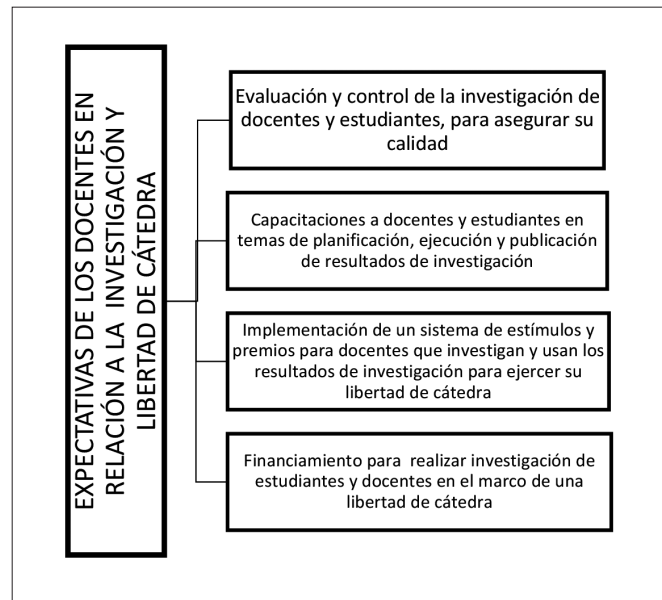 EXPECTATIVAS DE LOS DOCENTES EN
RELACIÓN A LA INVESTIGACIÓN Y
LIBERTAD DE CÁTEDRA
Evaluación y control de la investigación de
docentes y estudiantes, para asegurar su
calidad
Capacitaciones a docentes y estudiantes en
temas de planificación, ejecución y publicación
de resultados de investigación
Implementación de un sistema de estímulos y
premios para docentes que investigan y usan los
resultados de investigación para ejercer su
libertad de cátedra
Financiamiento para realizar investigación de
estudiantes y docentes en el marco de una
libertad de cátedra